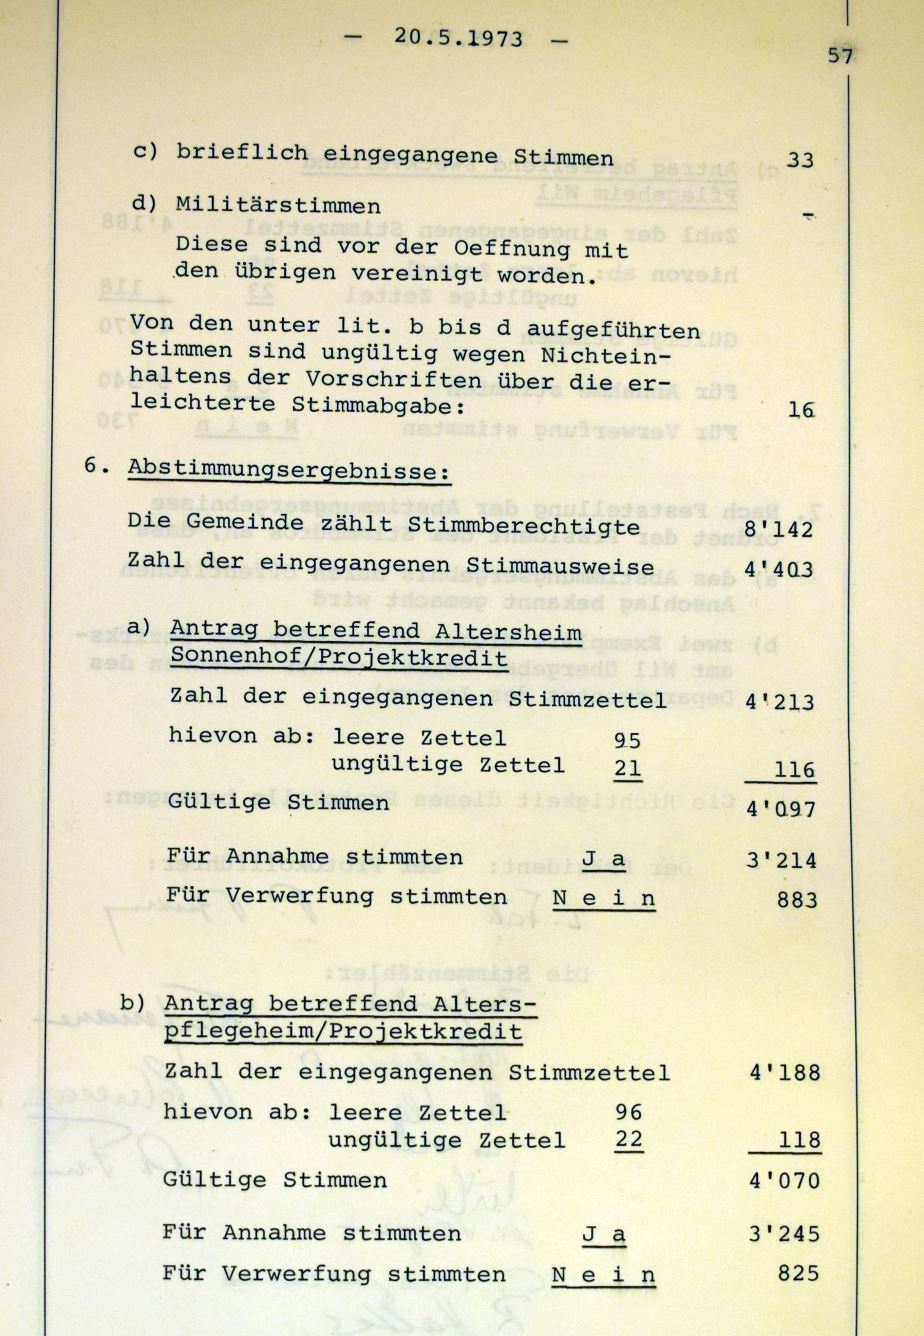 — 20.5.1973 —
57
c) brieflich eingegangene Stimmen 33
d) Militärstimmen -
Diese sind vor der Oeffnung mit
den übrigen vereinigt worden.
Von den unter lit. b bis d aufgeführten
Stimmen sind ungültig wegen Nichtein-
haltens der Vorschriften über die er-
leichterte Stimmabgabe: 16
6. Abstimmungsergebnisse:
Die Gemeinde zählt Stimmberechtigte 8'142
Zahl der eingegangenen Stimmausweise 4'403
a) Antrag betreffend Altersheim
Sonnenhof/Projektkredit
Zahl der eingegangenen Stimmzettel 4'213
hievon ab: leere Zettel 95
ungültige Zettel 21 116
Gültige Stimmen 4'097
Für Annahme stimmten J a 3'214
Für Verwerfung stimmten N e i n 883
b) Antrag betreffend Alters-
pflegeheim/Projektkredit
Zahl der eingegangenen Stimmzettel 4'188
hievon ab: leere Zettel 96
ungültige Zettel 22 118
Gültige Stimmen 4'070
Für Annahme stimmten J a 3'245
Für Verwerfung stimmten N e i n 825